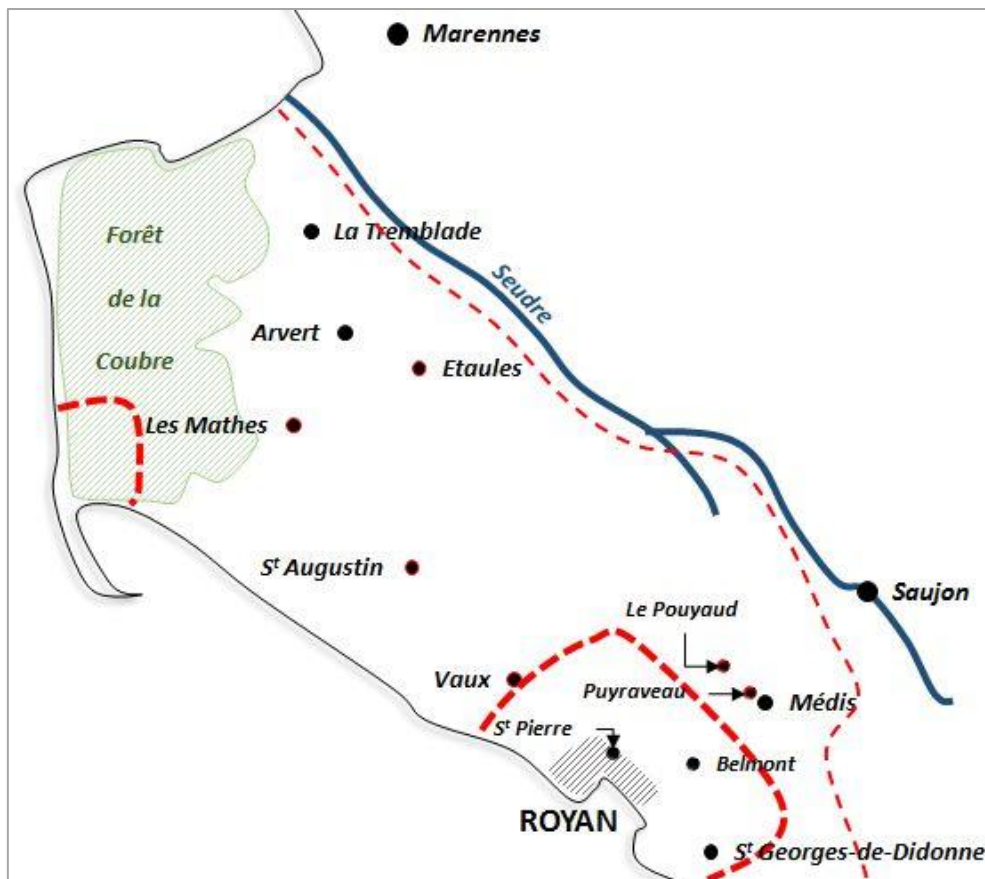 Marennes
La Tremblade
Forêt
de la
Coubre
Seudre
Arvert
Etaules
Les Mathes
St Augustin
Saujon
Le Pouyaud
Vaux
Puyraveau
Médis
St Pierre
Belmont
ROYAN
St Georges-de-Didonne